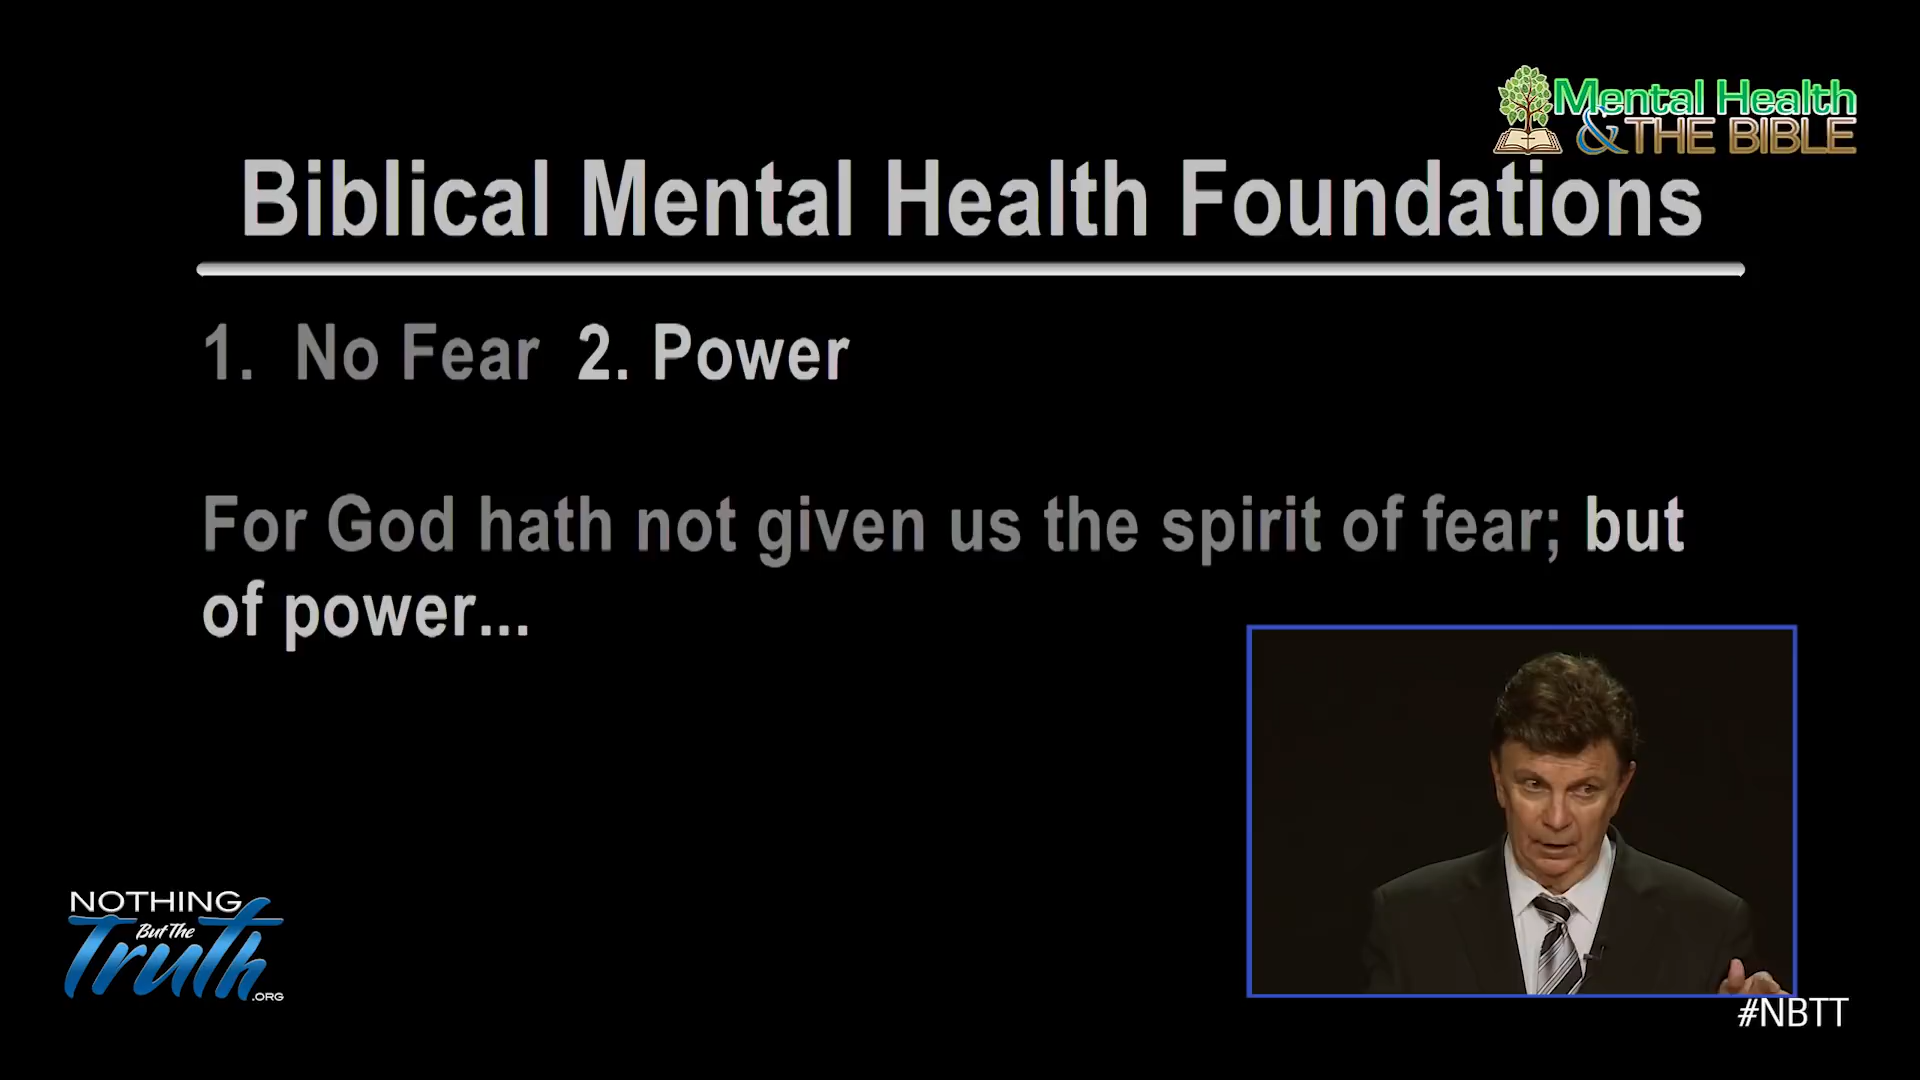 Mental Health
& THE BIBLE
Biblical Mental Health Foundations
1. No Fear 2. Power
For God hath not given us the spirit of fear; but
of power...
NOTHING
But The
Truth
.ORG
#NBTT